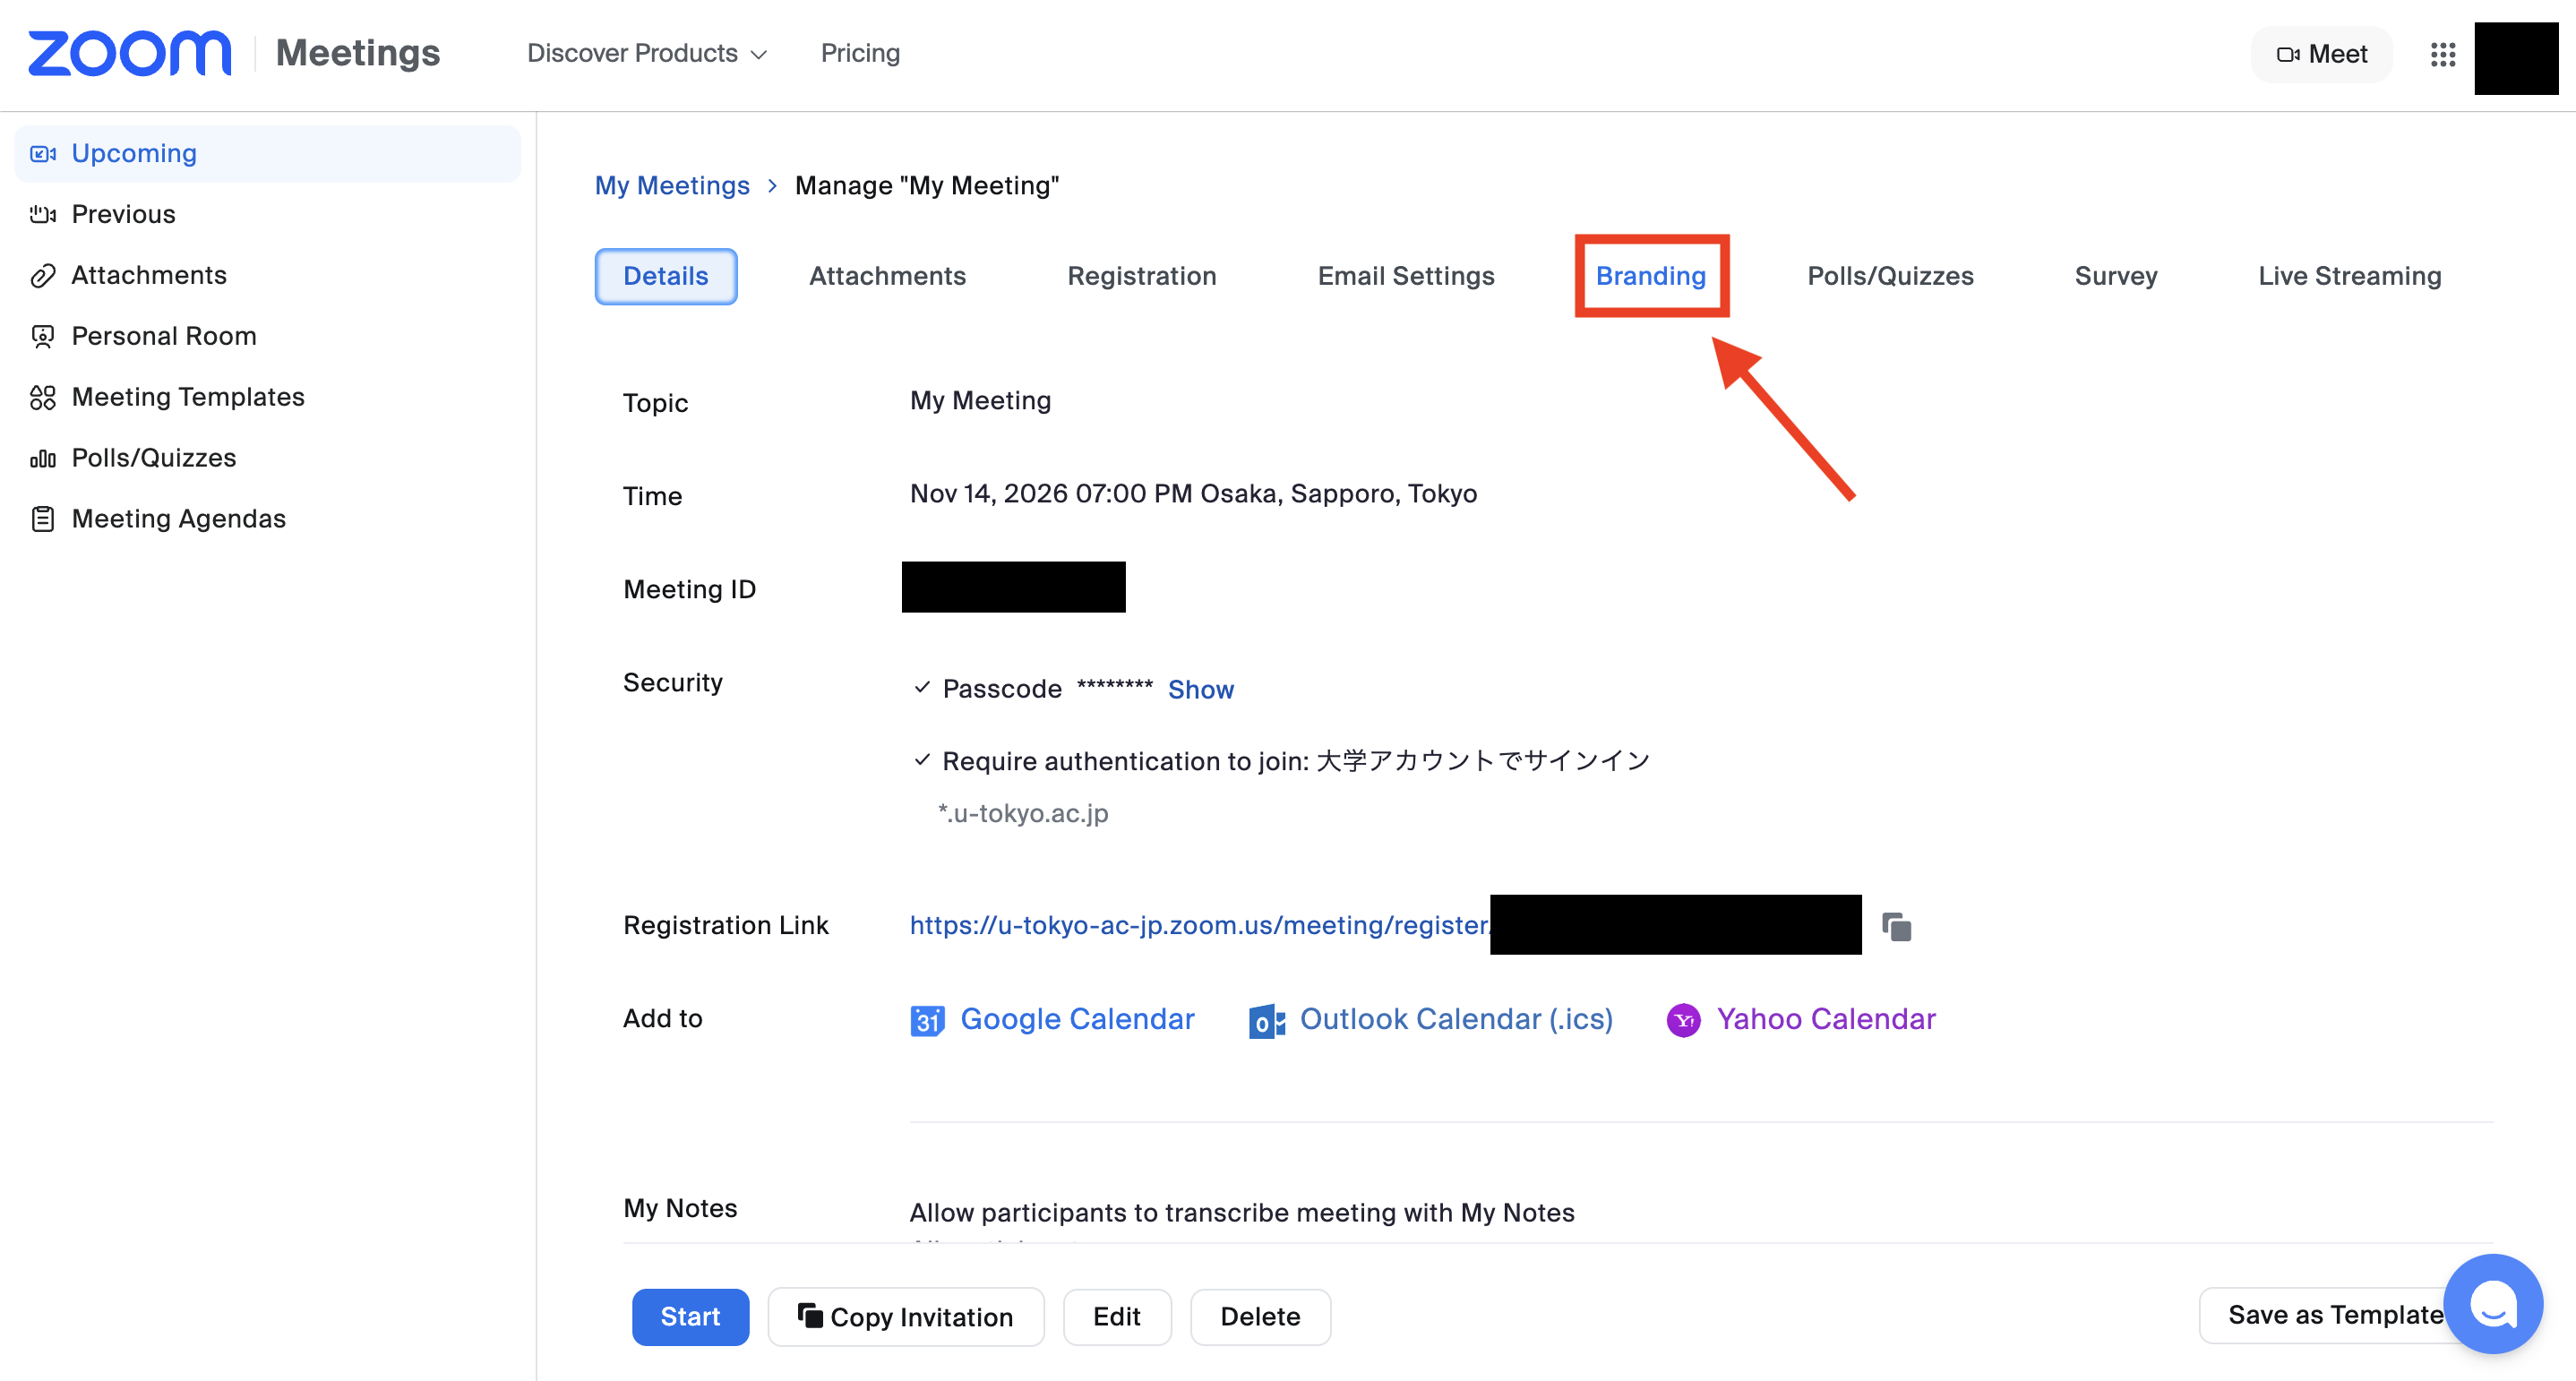 zoom Meetings Discover Products Pricing Meet
Upcoming
Previous
Attachments
Personal Room
Meeting Templates
Polls/Quizzes
Meeting Agendas
My Meetings > Manage "My Meeting"
Details Attachments Registration Email Settings Branding Polls/Quizzes Survey Live Streaming
Topic My Meeting
Time Nov 14, 2026 07:00 PM Osaka, Sapporo, Tokyo
Meeting ID
Security ✓ Passcode ******** Show
✓ Require authentication to join: 大学アカウントでサインイン
*.u-tokyo.ac.jp
Registration Link https://u-tokyo-ac-jp.zoom.us/meeting/register/
Add to 31 Google Calendar Outlook Calendar (.ics) Y! Yahoo Calendar
My Notes Allow participants to transcribe meeting with My Notes
Start Copy Invitation Edit Delete Save as Template